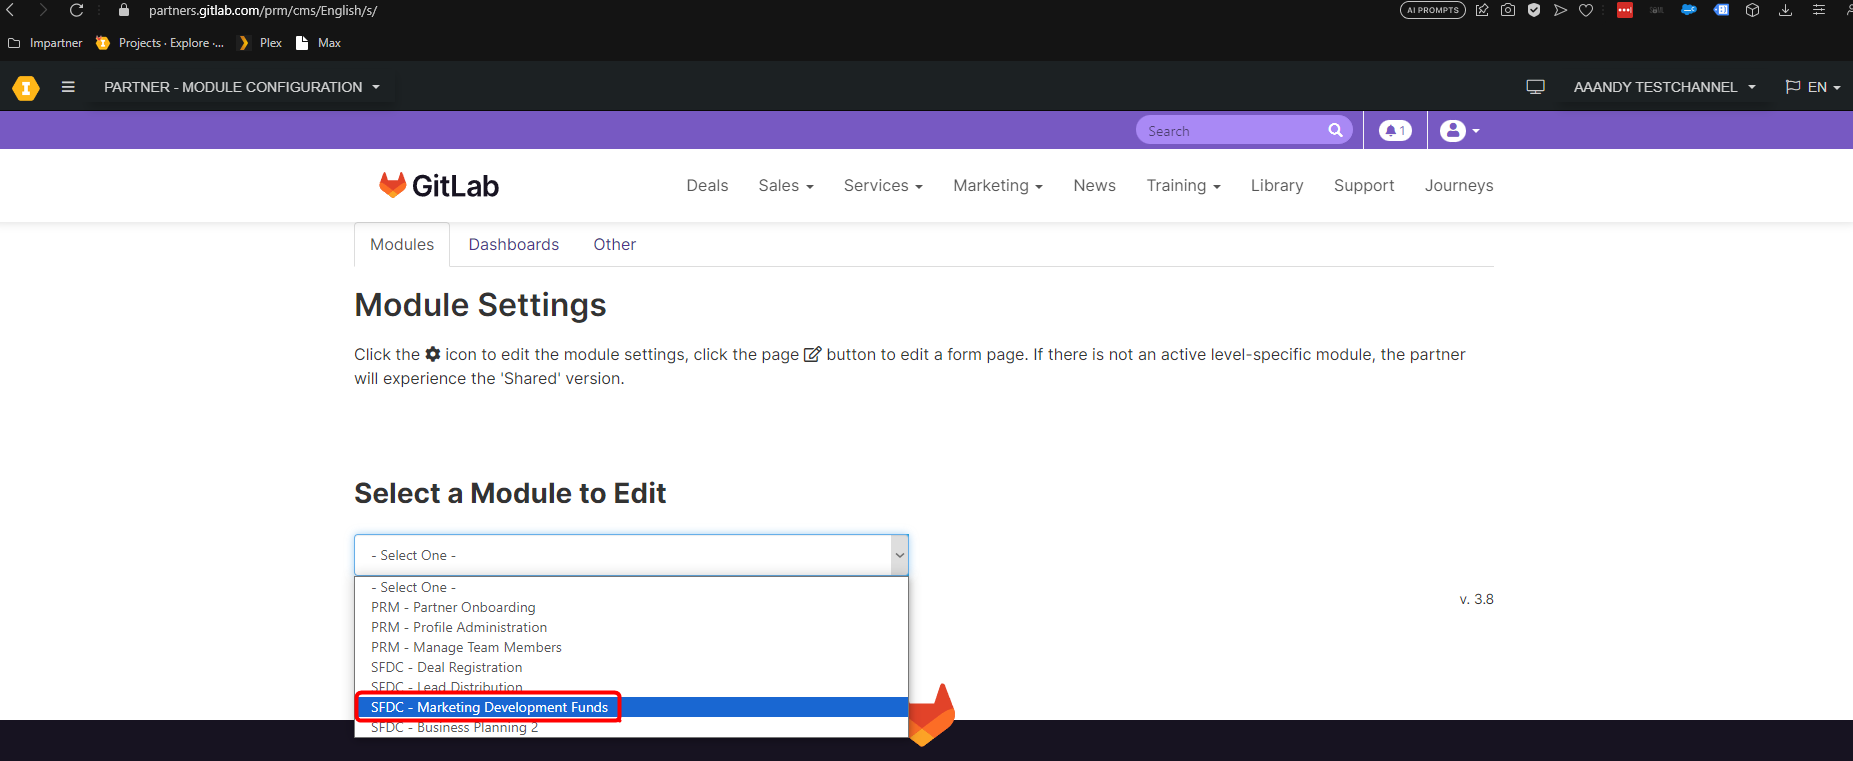 partners.gitlab.com/prm/cms/English/s/
AI PROMPTS
Impartner
Projects · Explore ·...
Plex
Max
PARTNER - MODULE CONFIGURATION
AAANDY TESTCHANNEL
EN
Search
1
GitLab
Deals
Sales
Services
Marketing
News
Training
Library
Support
Journeys
Modules
Dashboards
Other
Module Settings
Click the icon to edit the module settings, click the page button to edit a form page. If there is not an active level-specific module, the partner
will experience the 'Shared' version.
Select a Module to Edit
- Select One -
- Select One -
PRM - Partner Onboarding
v. 3.8
PRM - Profile Administration
PRM - Manage Team Members
SFDC - Deal Registration
SFDC - Lead Distribution
SFDC - Marketing Development Funds
SFDC - Business Planning 2